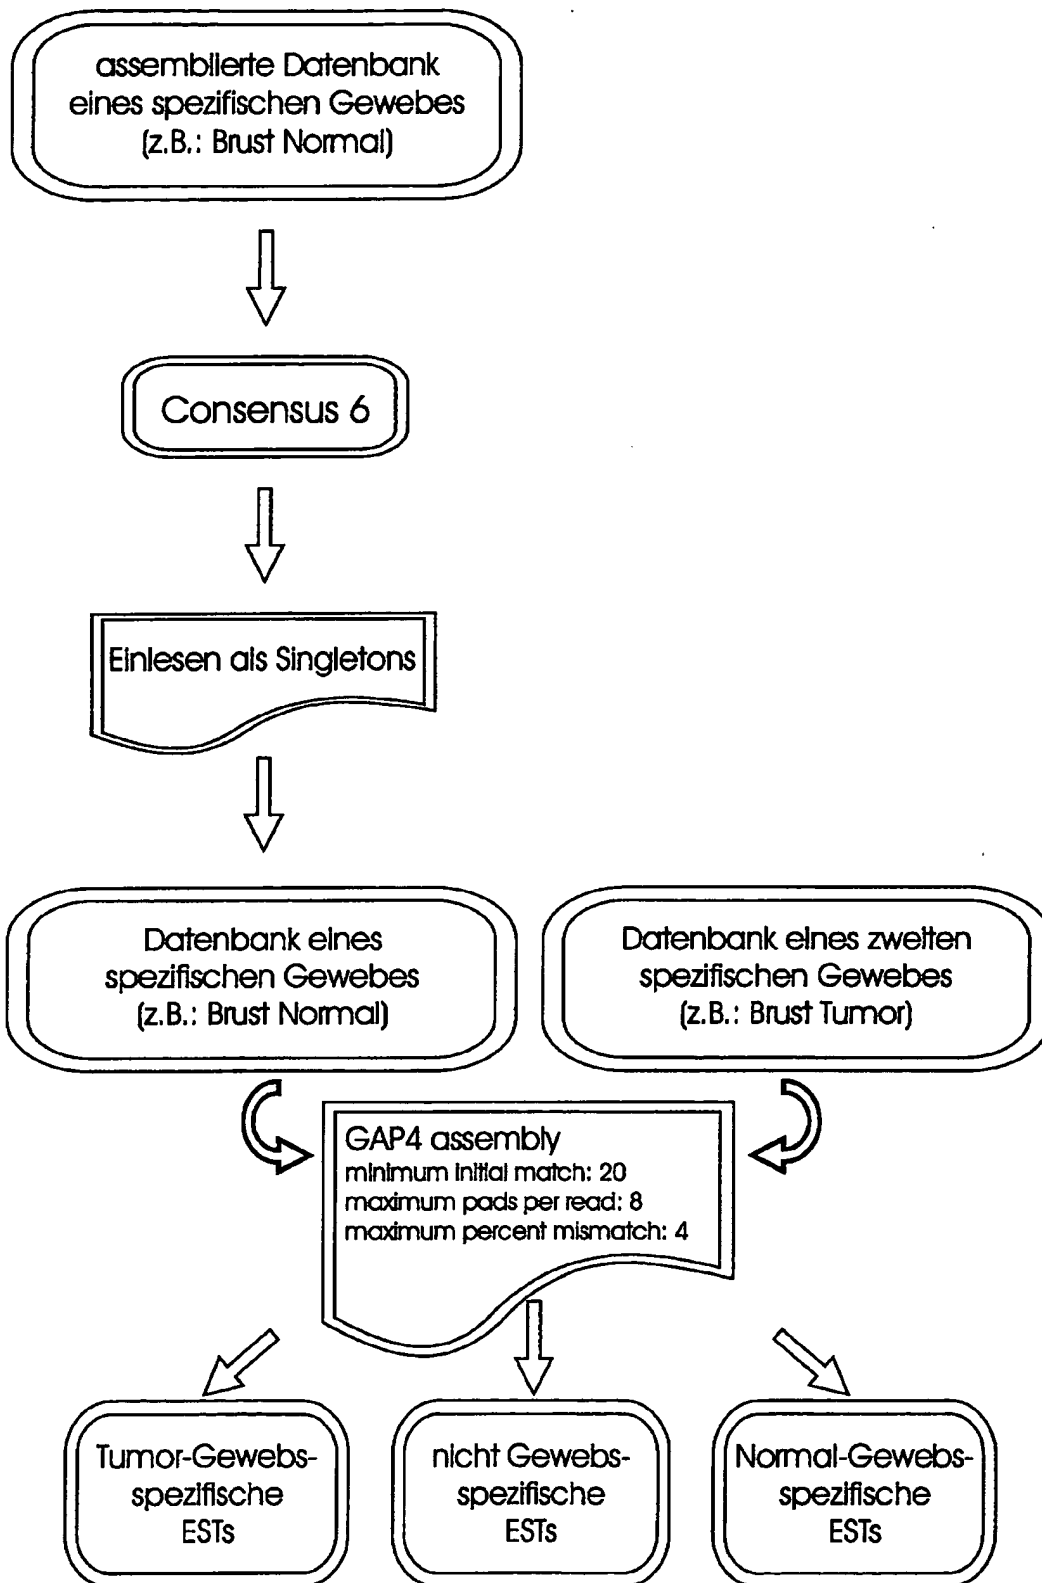 assemblierte Datenbank
eines spezifischen Gewebes
(z.B.: Brust Normal)
Consensus 6
Einlesen als Singletons
Datenbank eines
spezifischen Gewebes
(z.B.: Brust Normal)
Datenbank eines zweiten
spezifischen Gewebes
(z.B.: Brust Tumor)
GAP4 assembly
minimum initial match: 20
maximum pads per read: 8
maximum percent mismatch: 4
Tumor-Gewebs-
spezifische
ESTs
nicht Gewebs-
spezifische
ESTs
Normal-Gewebs-
spezifische
ESTs